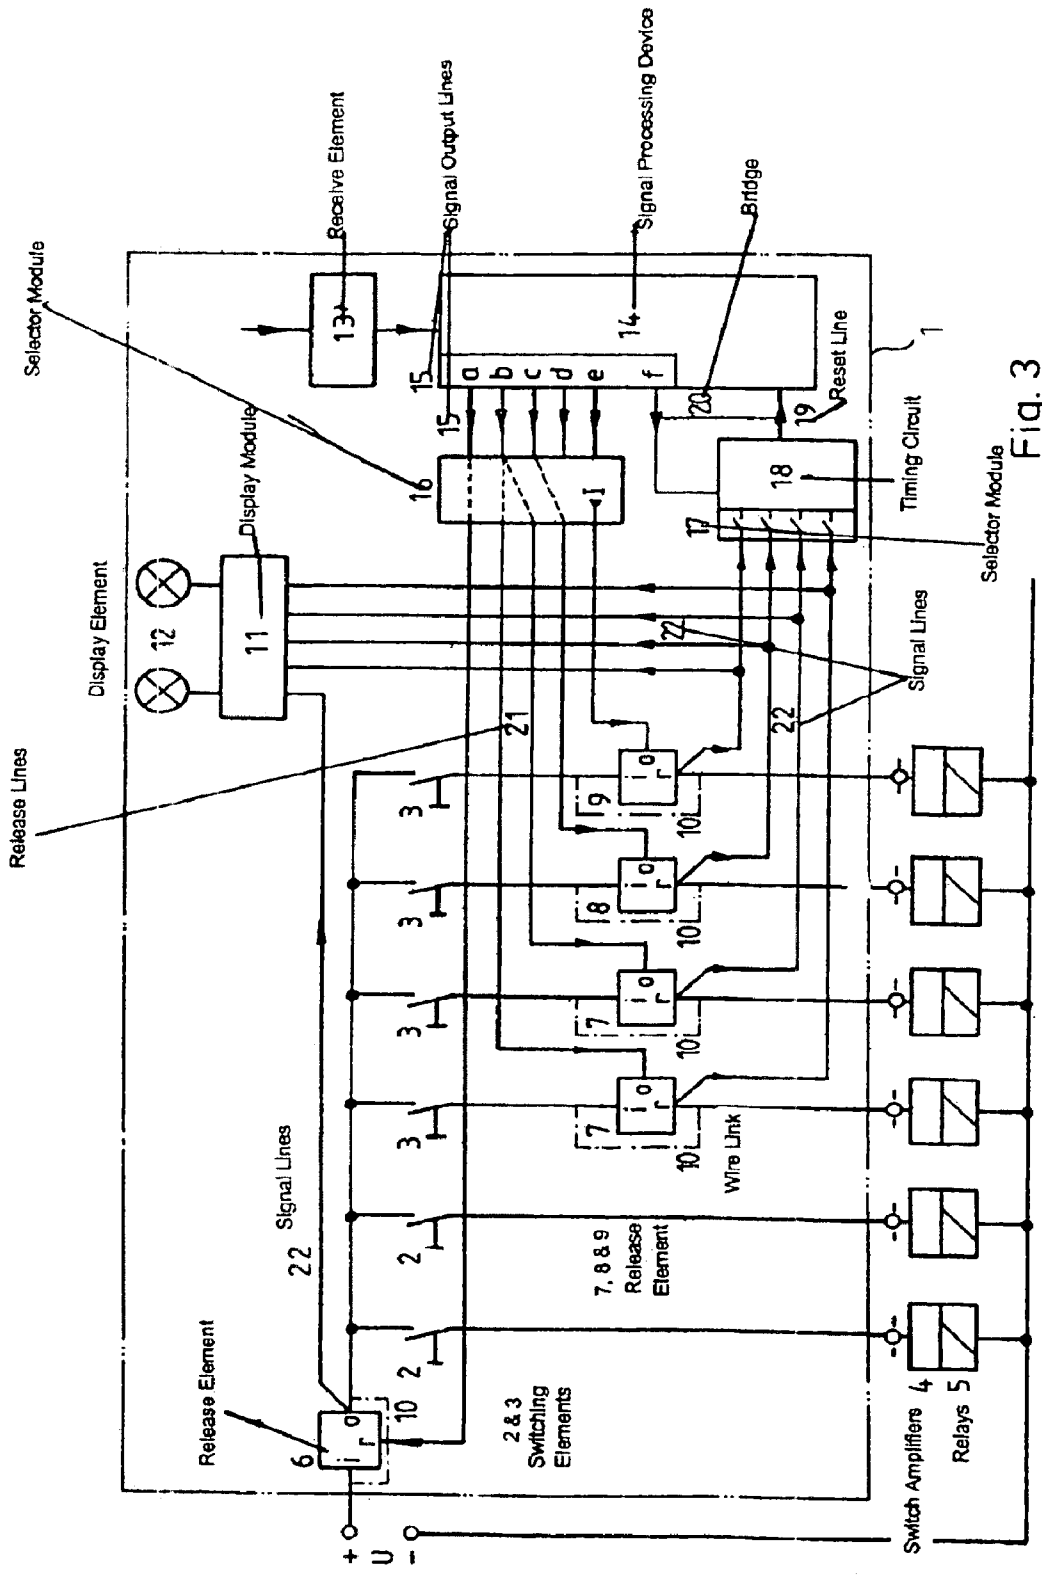 Release Lines
Selector Module
Display Element
12
Release Element
Display Module
11
Signal Lines
22
6
Receive Element
13
i o
r
+
U
-
10
2
2
3
3
3
3
16
15
15
Signal Output Lines
a
b
c
d
e
f
2 & 3
Switching
Elements
21
I
7, 8 & 9
Release
Element
7
7
8
9
i o
r
i o
r
i o
r
i o
r
14
Signal Processing Device
10
10
10
10
22
17
20
Wire Link
Bridge
22
18
19
Reset Line
Timing Circuit
Signal Lines
Switch Amplifiers 4
1
Relays 5
Selector Module
Fig. 3